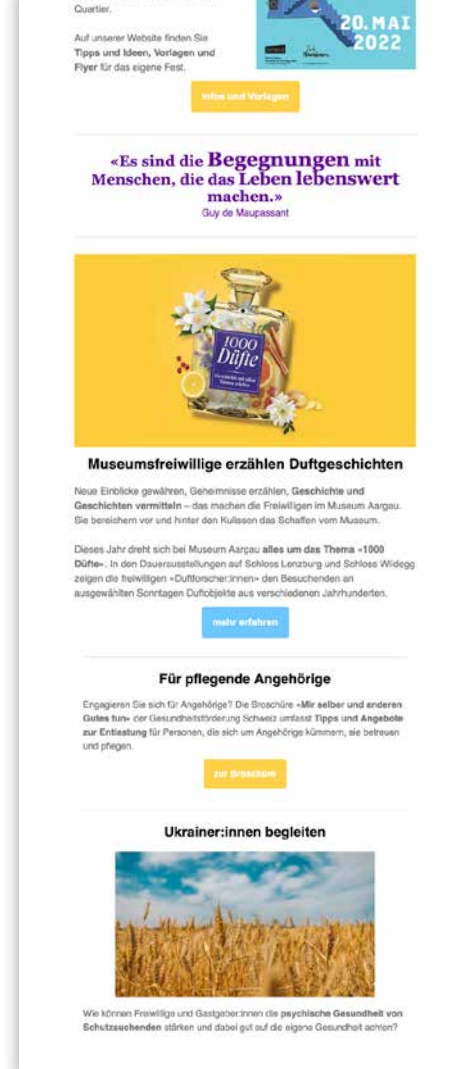 Quartier.
Auf unserer Website finden Sie
Tipps und Ideen, Vorlagen und
Flyer für das eigene Fest.
20.MAI
2022
Infos und Vorlagen
«Es sind die Begegnungen mit
Menschen, die das Leben lebenswert
machen.»
Guy de Maupassant
1000
Düfte
Museumsfreiwillige erzählen Duftgeschichten
Neue Einblicke gewähren, Geheimnisse erzählen, Geschichte und
Geschichten vermitteln – das machen die Freiwilligen im Museum Aargau.
Sie bereichern vor und hinter den Kulissen das Schaffen vom Museum.
Dieses Jahr dreht sich bei Museum Aargau alles um das Thema «1000
Düfte». In den Dauerausstellungen auf Schloss Lenzburg und Schloss Wildegg
zeigen die freiwilligen «Duftforscher:innen» den Besuchenden an
ausgewählten Sonntagen Duftobjekte aus verschiedenen Jahrhunderten.
mehr erfahren
Für pflegende Angehörige
Engagieren Sie sich für Angehörige? Die Broschüre «Mir selber und anderen
Gutes tun» der Gesundheitsförderung Schweiz umfasst Tipps und Angebote
zur Entlastung für Personen, die sich um Angehörige kümmern, sie betreuen
und pflegen.
zur Broschüre
Ukrainer:innen begleiten
Wie können Freiwillige und Gastgeber:innen die psychische Gesundheit von
Schutzsuchenden stärken und dabei gut auf die eigene Gesundheit achten?